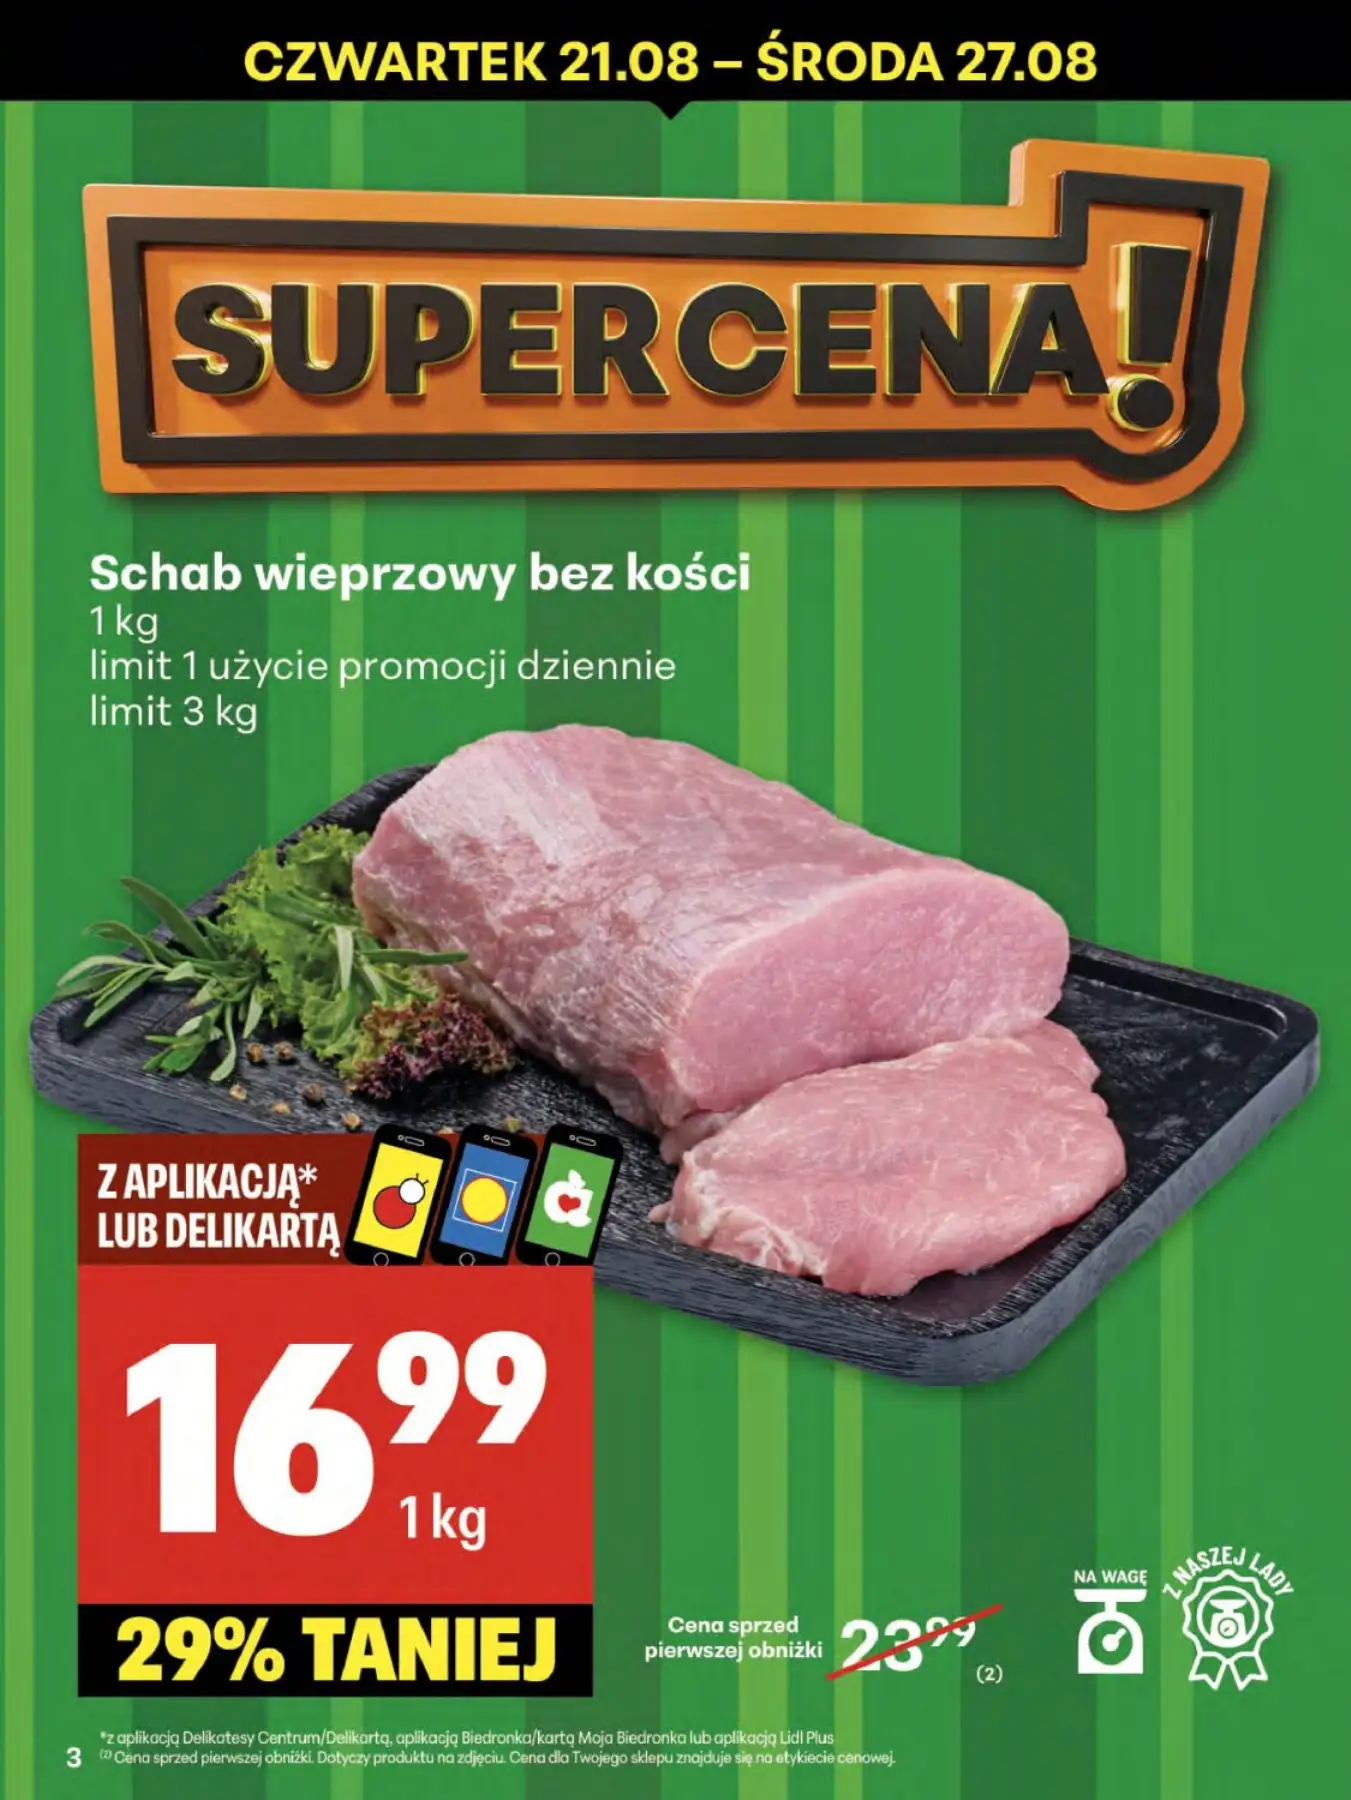 CZWARTEK 21.08 – ŚRODA 27.08
SUPERCENA!
Schab wieprzowy bez kości
1 kg
limit 1 użycie promocji dziennie
limit 3 kg
Z APLIKACJĄ*
LUB DELIKARTĄ
16 99
1 kg
29% TANIEJ
Cena sprzed
pierwszej obniżki
23 99
(2)
NA WAGĘ
Z NASZEJ LADY
*z aplikacją Delikatesy Centrum/Delikartą, aplikacją Biedronka/kartą Moja Biedronka lub aplikacją Lidl Plus
3
(2) Cena sprzed pierwszej obniżki. Dotyczy produktu na zdjęciu. Cena dla Twojego sklepu znajduje się na etykiecie cenowej.